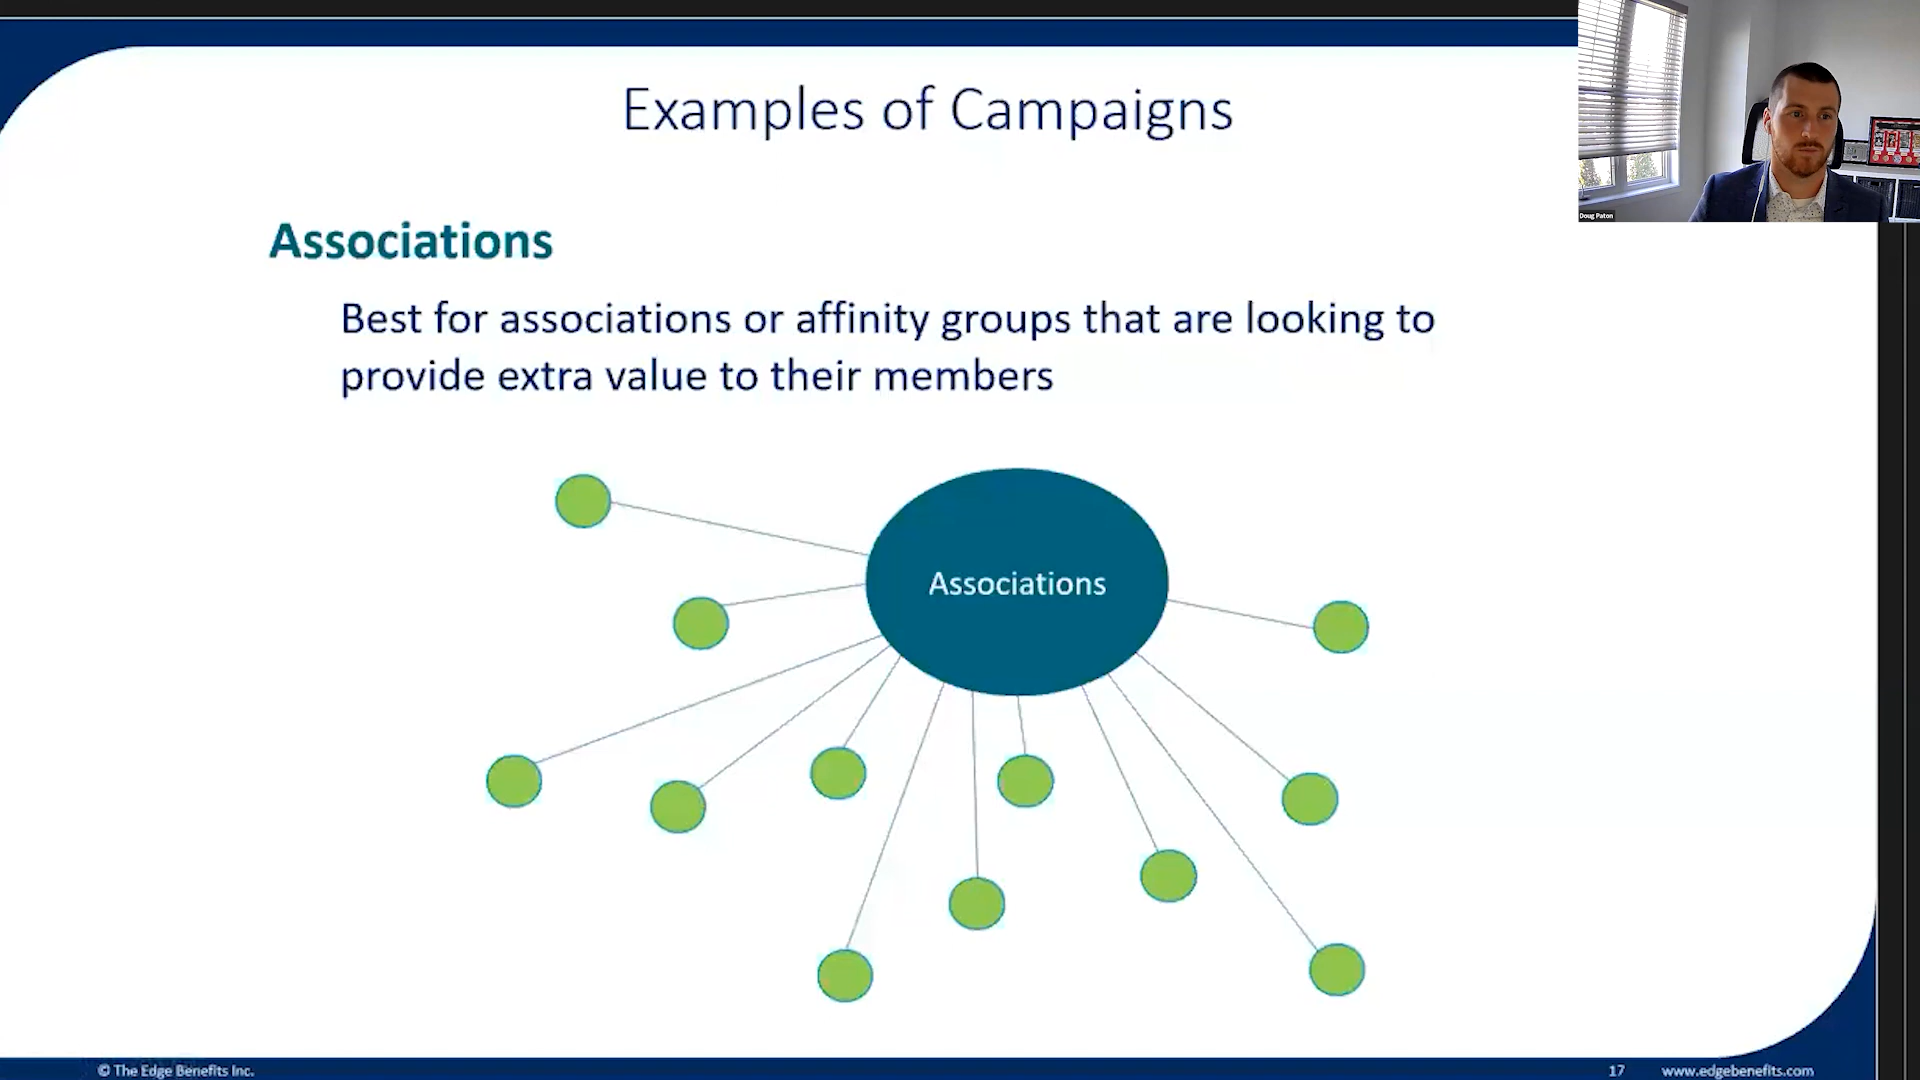 Examples of Campaigns
Doug Paton
Associations
Best for associations or affinity groups that are looking to
provide extra value to their members
Associations
© The Edge Benefits Inc.
17
www.edgebenefits.com